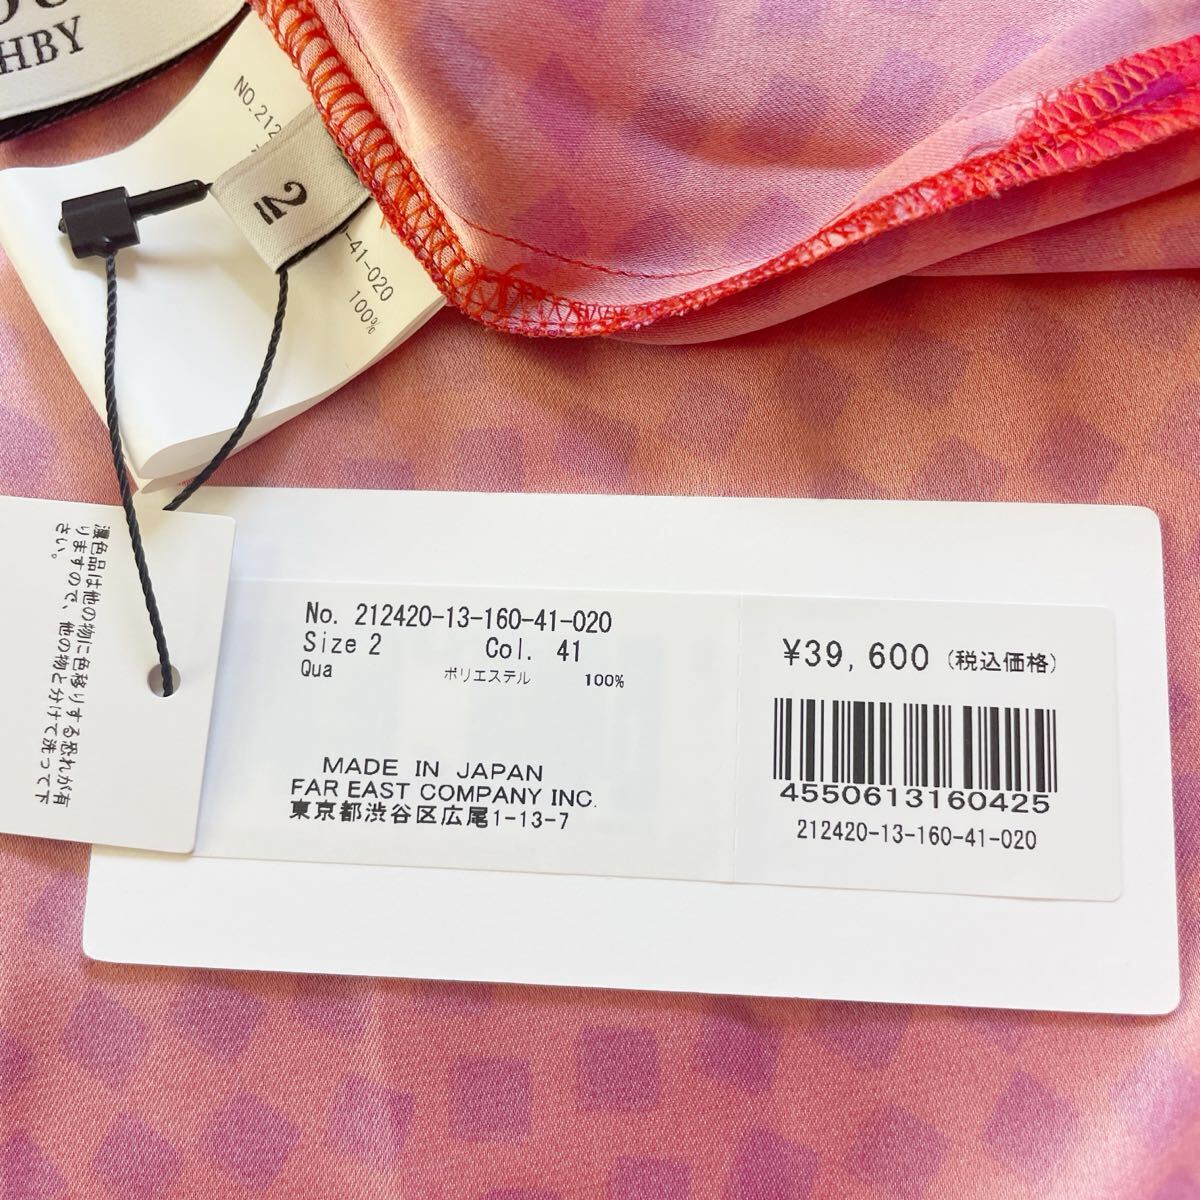 HBY
NO.212
2
-41-020
100%
濃色品は他の物に色移りする恐れが有
りますので、他の物と分けて洗って下
さい。
No. 212420-13-160-41-020
Size 2 Col. 41
Qua ポリエステル 100%
MADE IN JAPAN
FAR EAST COMPANY INC.
東京都渋谷区広尾1-13-7
¥39,600 (税込価格)
4550613160425
212420-13-160-41-020